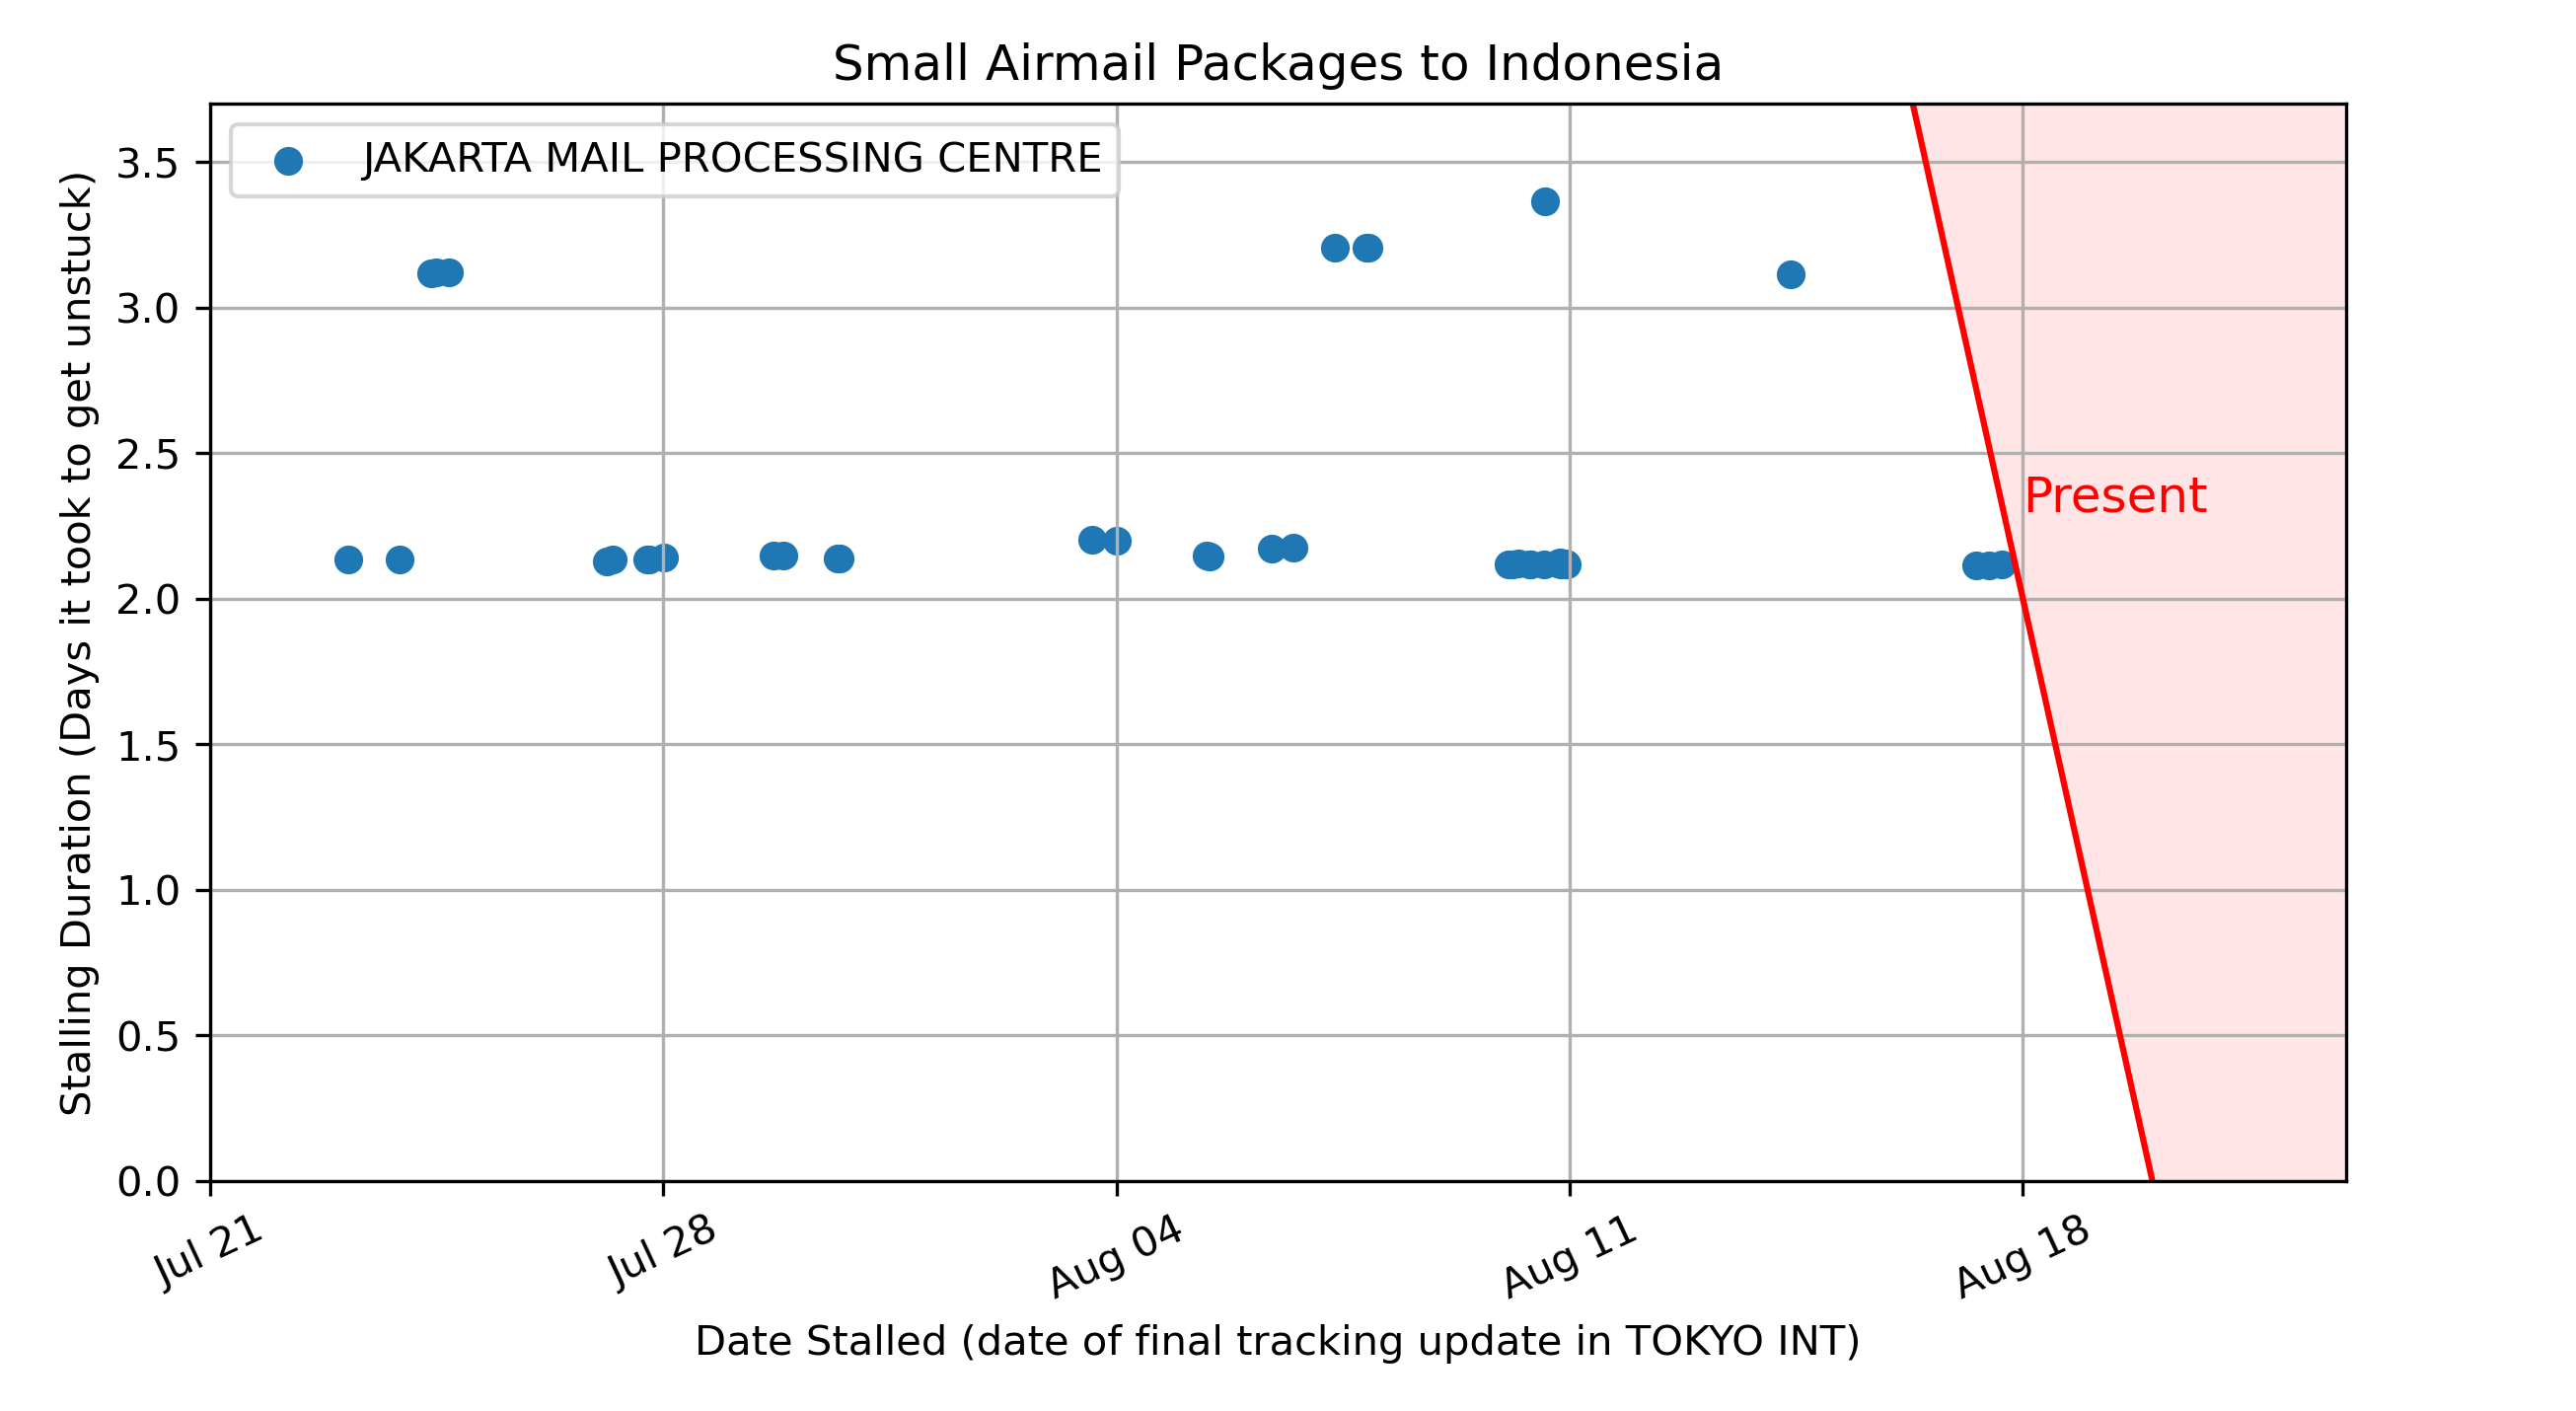 Small Airmail Packages to Indonesia
JAKARTA MAIL PROCESSING CENTRE
Stalling Duration (Days it took to get unstuck)
3.5
3.0
2.5
2.0
1.5
1.0
0.5
0.0
Present
Jul 21
Jul 28
Aug 04
Aug 11
Aug 18
Date Stalled (date of final tracking update in TOKYO INT)